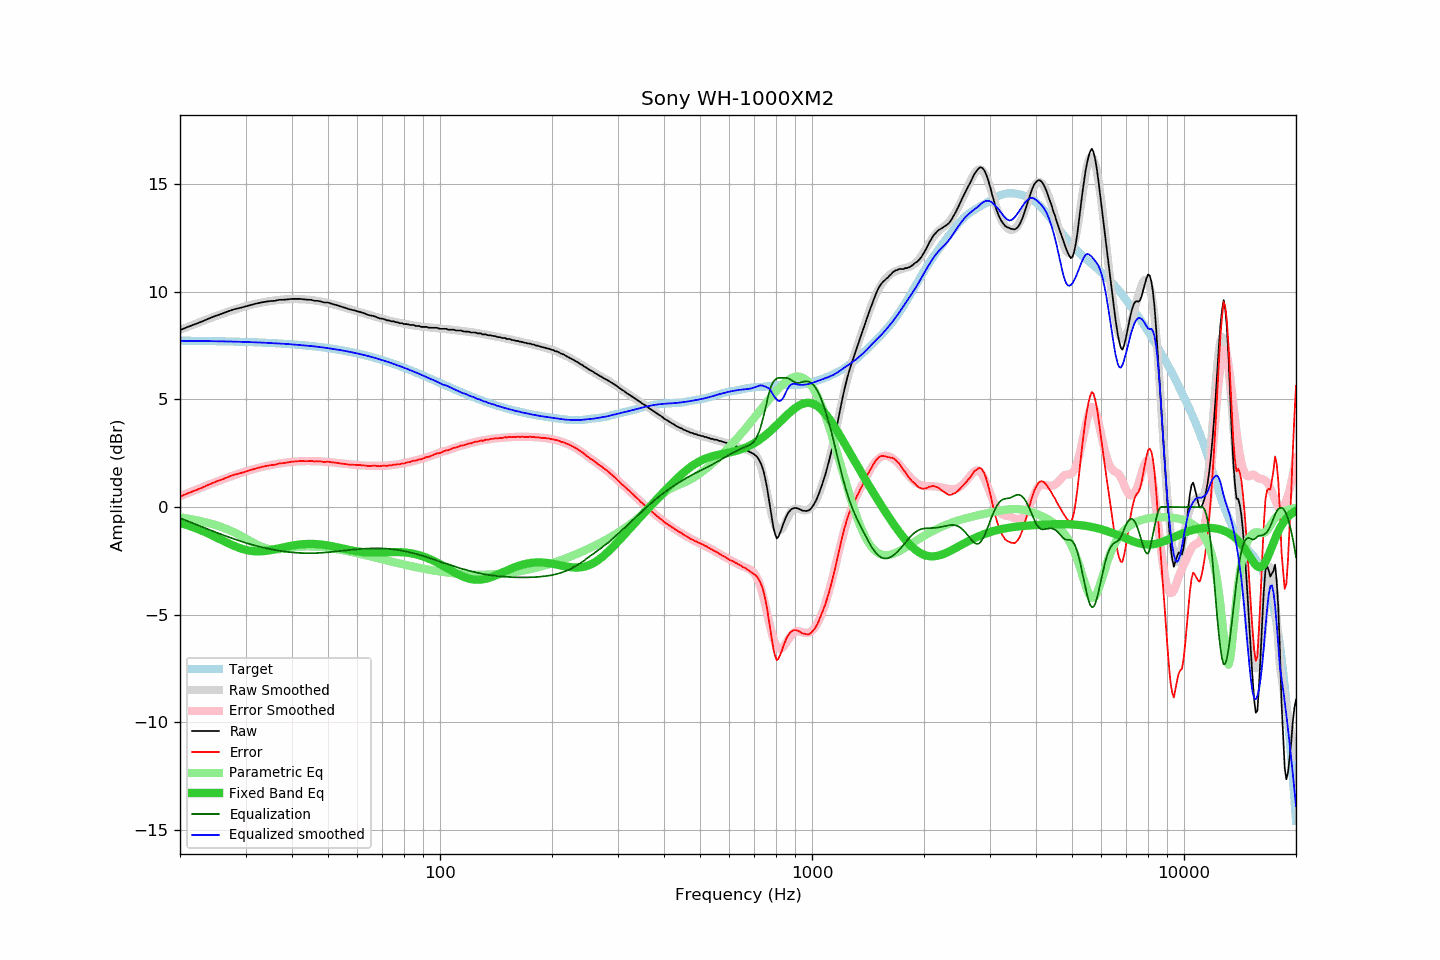 Sony WH-1000XM2
Amplitude (dBr)
15
10
5
0
−5
−10
−15
Target
Raw Smoothed
Error Smoothed
Raw
Error
Parametric Eq
Fixed Band Eq
Equalization
Equalized smoothed
100
1000
10000
Frequency (Hz)